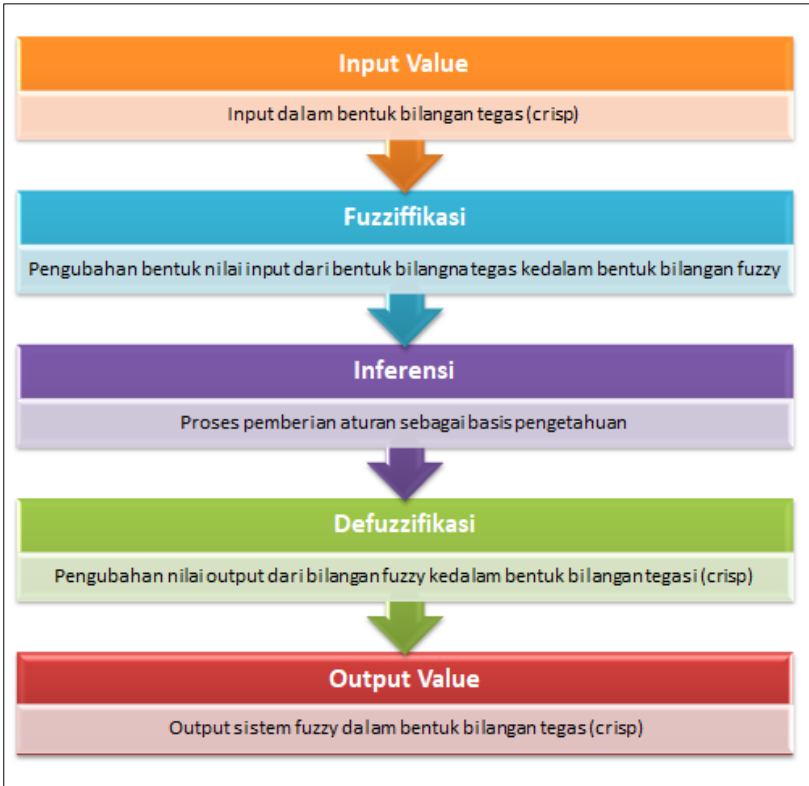 Input Value
Input dalam bentuk bilangan tegas (crisp)
Fuzziffikasi
Pengubahan bentuk nilai input dari bentuk bilangna tegas kedalam bentuk bilangan fuzzy
Inferensi
Proses pemberian aturan sebagai basis pengetahuan
Defuzzifikasi
Pengubahan nilai output dari bilangan fuzzy kedalam bentuk bilangan tegasi (crisp)
Output Value
Output sistem fuzzy dalam bentuk bilangan tegas (crisp)